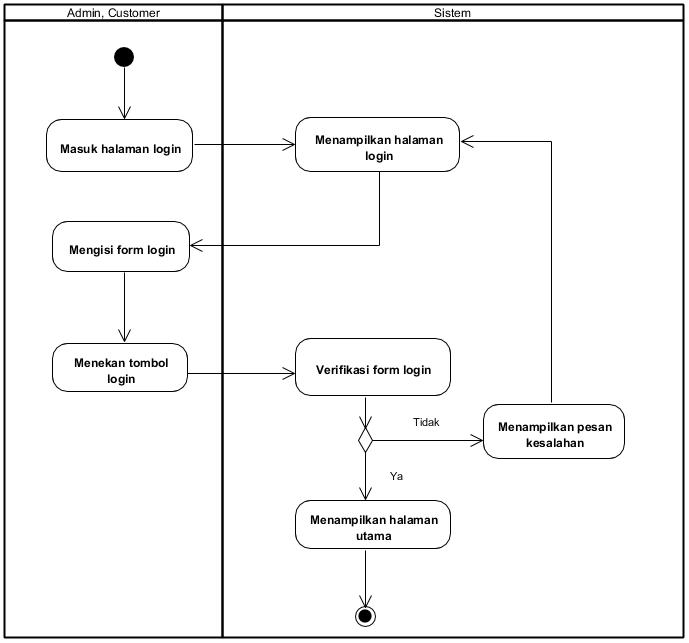 Admin, Customer
Sistem
Masuk halaman login
Menampilkan halaman
login
Mengisi form login
Menekan tombol
login
Verifikasi form login
Tidak
Menampilkan pesan
kesalahan
Ya
Menampilkan halaman
utama